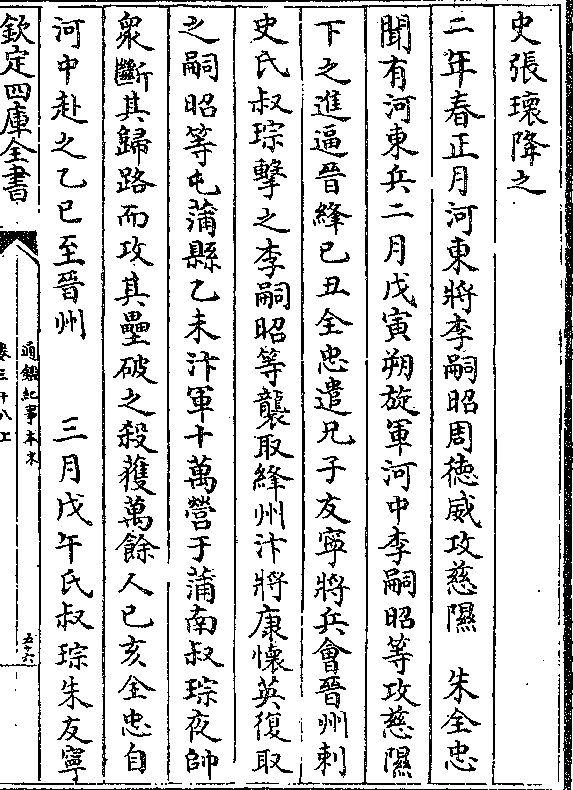 史張瓌降之
二年春正月河東將李嗣昭周德威攻慈隰　朱全忠
聞有河東兵二月戊寅朔旋軍河中李嗣昭等攻慈隰
下之進逼晉絳己丑全忠遣兄子友寧將兵會晉州刺
史氏叔琮擊之李嗣昭等襲取絳州汴將康懷英復取
之嗣昭等屯蒲縣乙未汴軍十萬營于蒲南叔琮夜帥
衆斷其歸路而攻其壘破之殺獲萬餘人己亥全忠自
河中赴之乙巳至晉州　三月戊午氏叔琮朱友寧
欽定四庫全書
通鑑紀事本末
卷三十八上
五十六